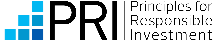 PRI
Principles for
Responsible
Investment